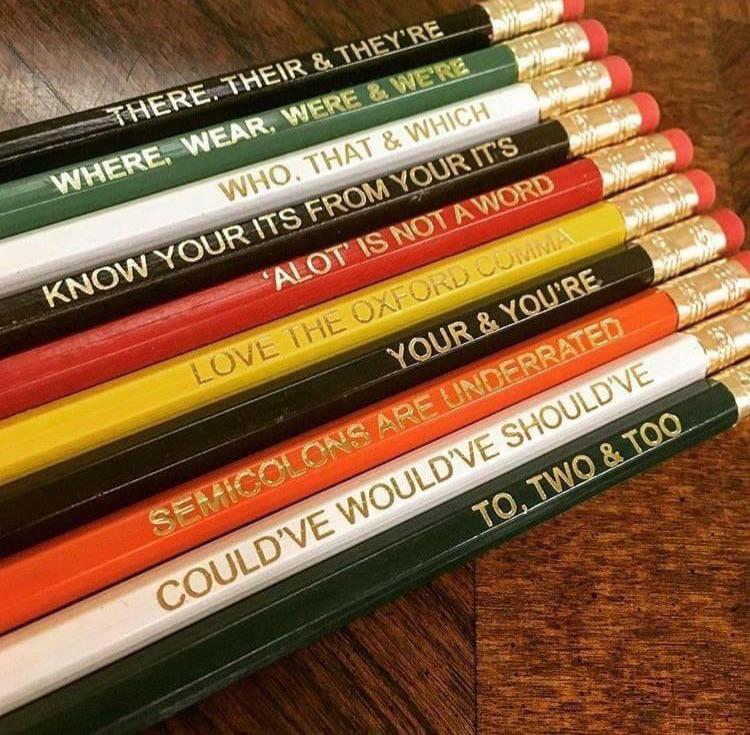 THERE, THEIR & THEY'RE
WHERE, WEAR, WERE & WE'RE
WHO, THAT & WHICH
KNOW YOUR ITS FROM YOUR IT'S
'ALOT' IS NOT A WORD
LOVE THE OXFORD COMMA
YOUR & YOU'RE
SEMICOLONS ARE UNDERRATED
COULD'VE WOULD'VE SHOULD'VE
TO, TWO & TOO